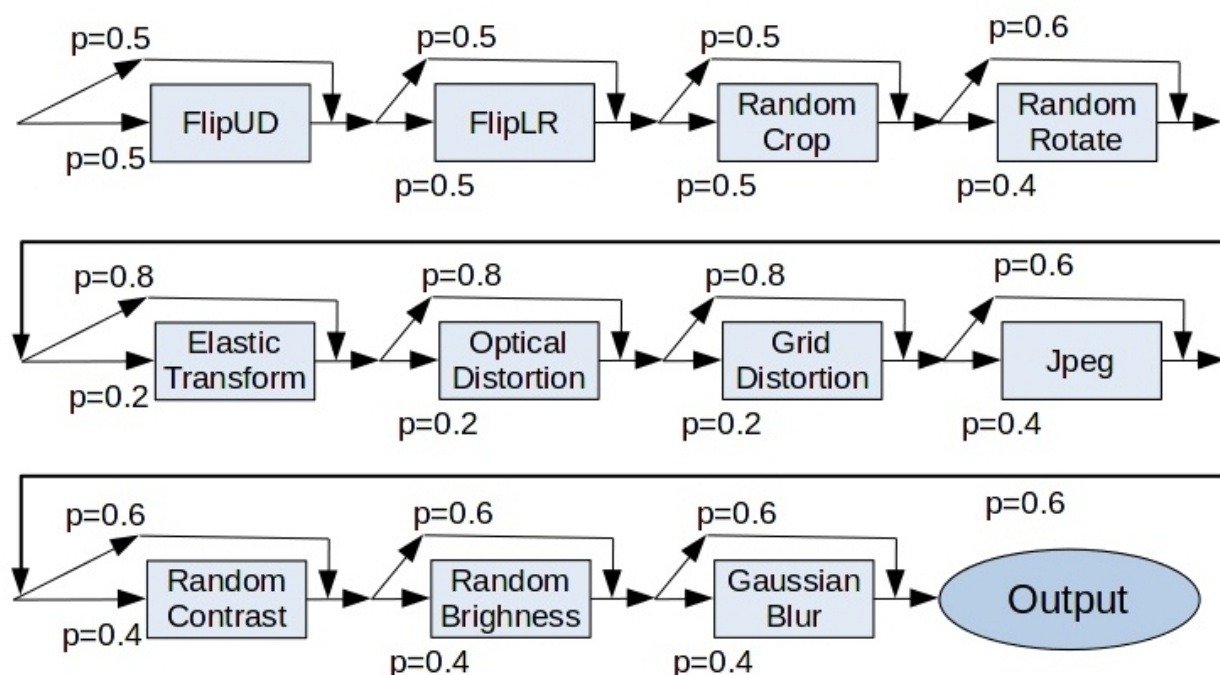 p=0.5
p=0.5
p=0.5
p=0.6
FlipUD
FlipLR
Random
Crop
Random
Rotate
p=0.5
p=0.5
p=0.5
p=0.4
p=0.8
p=0.8
p=0.8
p=0.6
Elastic
Transform
Optical
Distortion
Grid
Distortion
Jpeg
p=0.2
p=0.2
p=0.2
p=0.4
p=0.6
p=0.6
p=0.6
p=0.6
Random
Contrast
Random
Brighness
Gaussian
Blur
Output
p=0.4
p=0.4
p=0.4